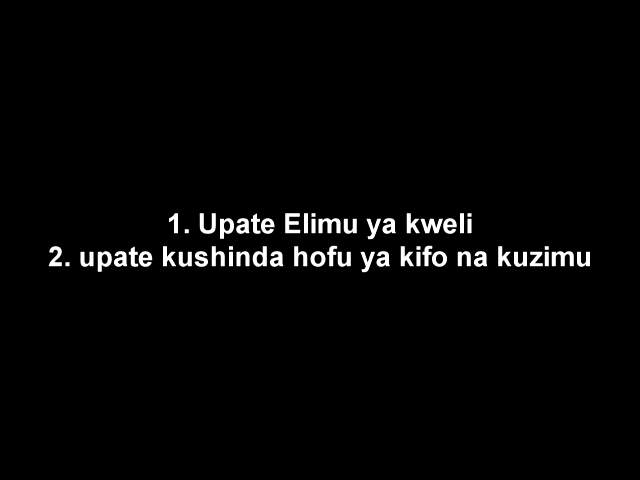 1. Upate Elimu ya kweli
2. upate kushinda hofu ya kifo na kuzimu